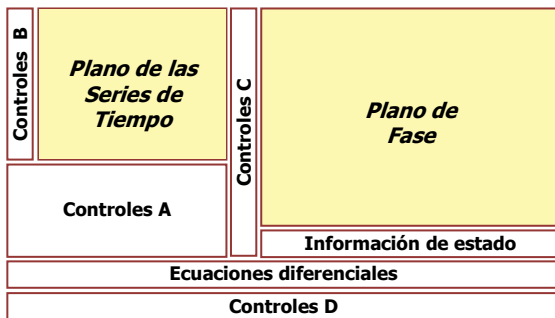 Controles B
Plano de las
Series de
Tiempo
Controles C
Plano de
Fase
Controles A
Información de estado
Ecuaciones diferenciales
Controles D